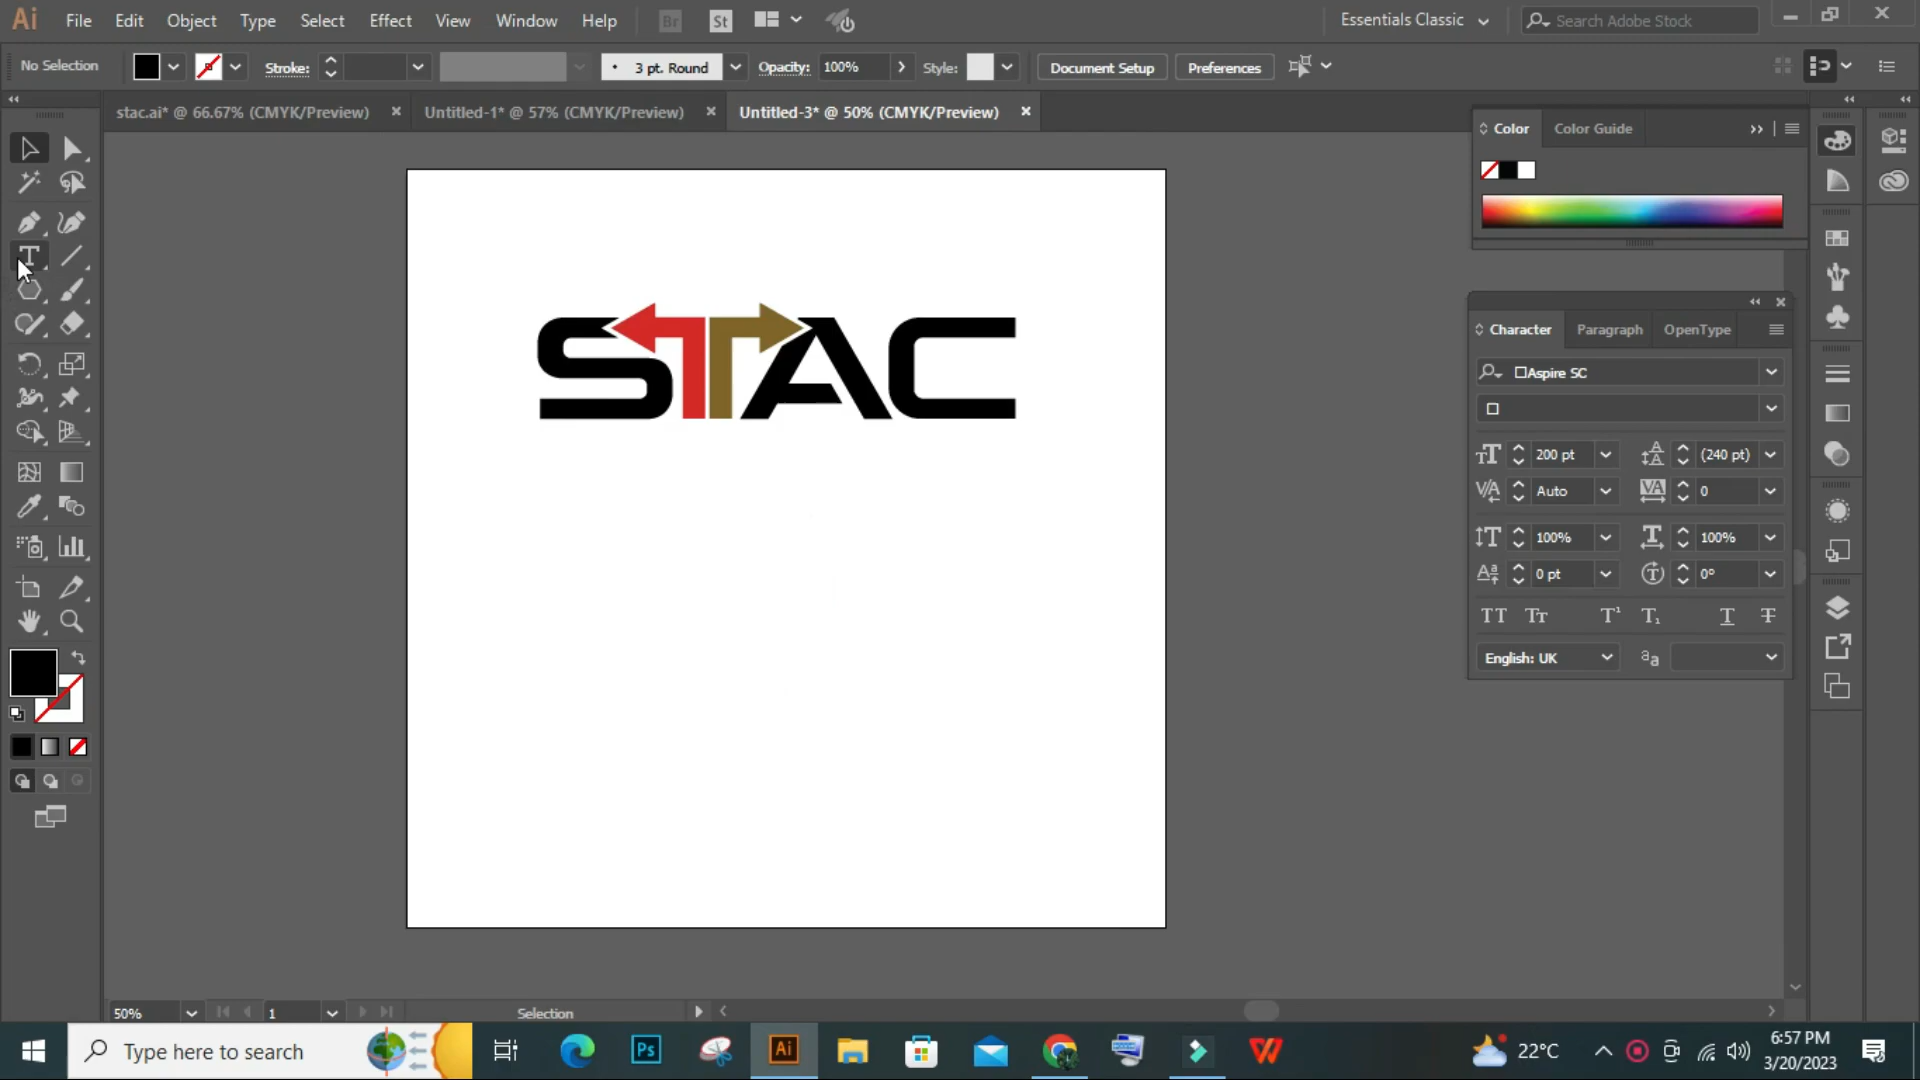 Ai File Edit Object Type Select Effect View Window Help Br St Essentials Classic Search Adobe Stock
No Selection Stroke: 3 pt. Round Opacity: 100% Style: Document Setup Preferences
stac.ai* @ 66.67% (CMYK/Preview) Untitled-1* @ 57% (CMYK/Preview) Untitled-3* @ 50% (CMYK/Preview)
Color Color Guide
STAC
Character Paragraph OpenType
Aspire SC
200 pt (240 pt)
Auto 0
100% 100%
0 pt 0°
English: UK
50% 1 Selection
Type here to search Ps Ai 22°C 6:57 PM
3/20/2023